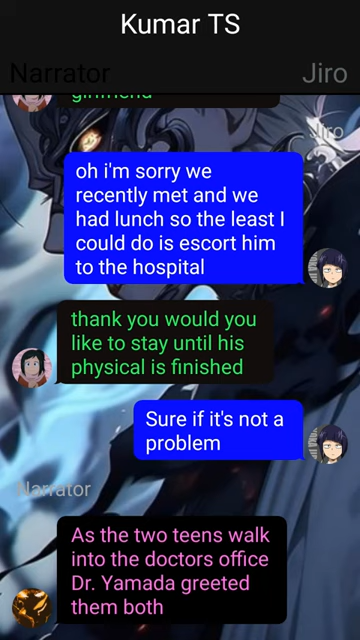 Kumar TS
Narrator
Jiro
girlfriend
Jiro
oh i'm sorry we
recently met and we
had lunch so the least I
could do is escort him
to the hospital
thank you would you
like to stay until his
physical is finished
Sure if it's not a
problem
Narrator
As the two teens walk
into the doctors office
Dr. Yamada greeted
them both